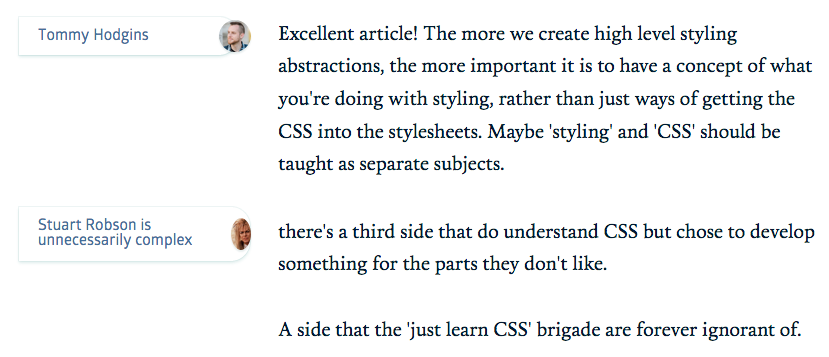 Tommy Hodgins
Excellent article! The more we create high level styling
abstractions, the more important it is to have a concept of what
you're doing with styling, rather than just ways of getting the
CSS into the stylesheets. Maybe 'styling' and 'CSS' should be
taught as separate subjects.
Stuart Robson is
unnecessarily complex
there's a third side that do understand CSS but chose to develop
something for the parts they don't like.
A side that the 'just learn CSS' brigade are forever ignorant of.